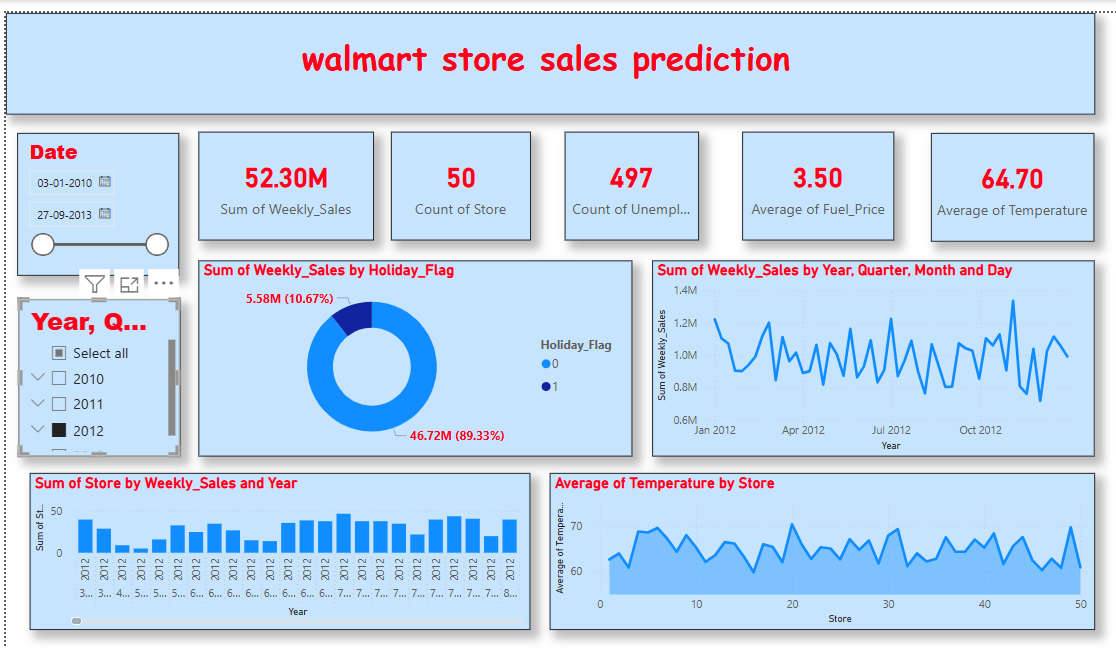 walmart store sales prediction
Date
03-01-2010
27-09-2013
52.30M
Sum of Weekly_Sales
50
Count of Store
497
Count of Unempl...
3.50
Average of Fuel_Price
64.70
Average of Temperature
Year, Q...
Select all
2010
2011
2012
Sum of Weekly_Sales by Holiday_Flag
5.58M (10.67%)
46.72M (89.33%)
Holiday_Flag
0
1
Sum of Weekly_Sales by Year, Quarter, Month and Day
Sum of Weekly_Sales
1.4M
1.2M
1.0M
0.8M
0.6M
Jan 2012 Apr 2012 Jul 2012 Oct 2012
Year
Sum of Store by Weekly_Sales and Year
Sum of St...
50
0
2012 2012 2012 2012 2012 2012 2012 2012 2012 2012 2012 2012 2012 2012 2012 2012 2012 2012 2012 2012 2012 2012 2012 2012
3... 3... 4... 5... 5... 5... 6... 6... 6... 6... 6... 6... 6... 7... 7... 7... 7... 7... 7... 7... 7... 7... 7... 8...
Year
Average of Temperature by Store
Average of Tempera...
70
60
0 10 20 30 40 50
Store